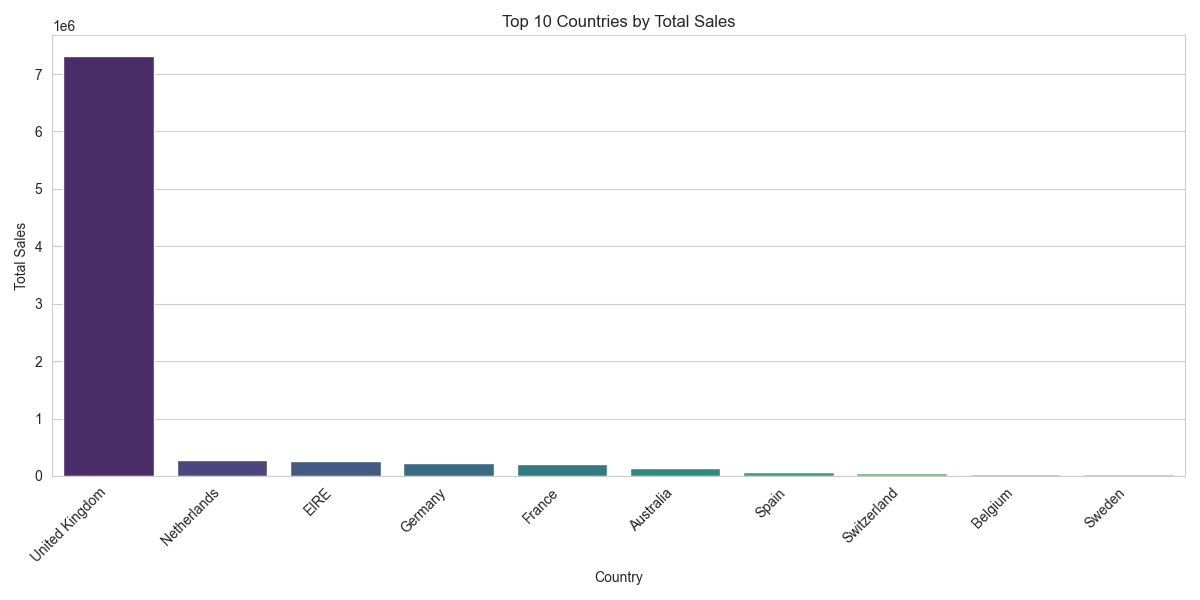 Top 10 Countries by Total Sales
1e6
7
6
5
4
3
2
1
0
Total Sales
United Kingdom
Netherlands
EIRE
Germany
France
Australia
Spain
Switzerland
Belgium
Sweden
Country